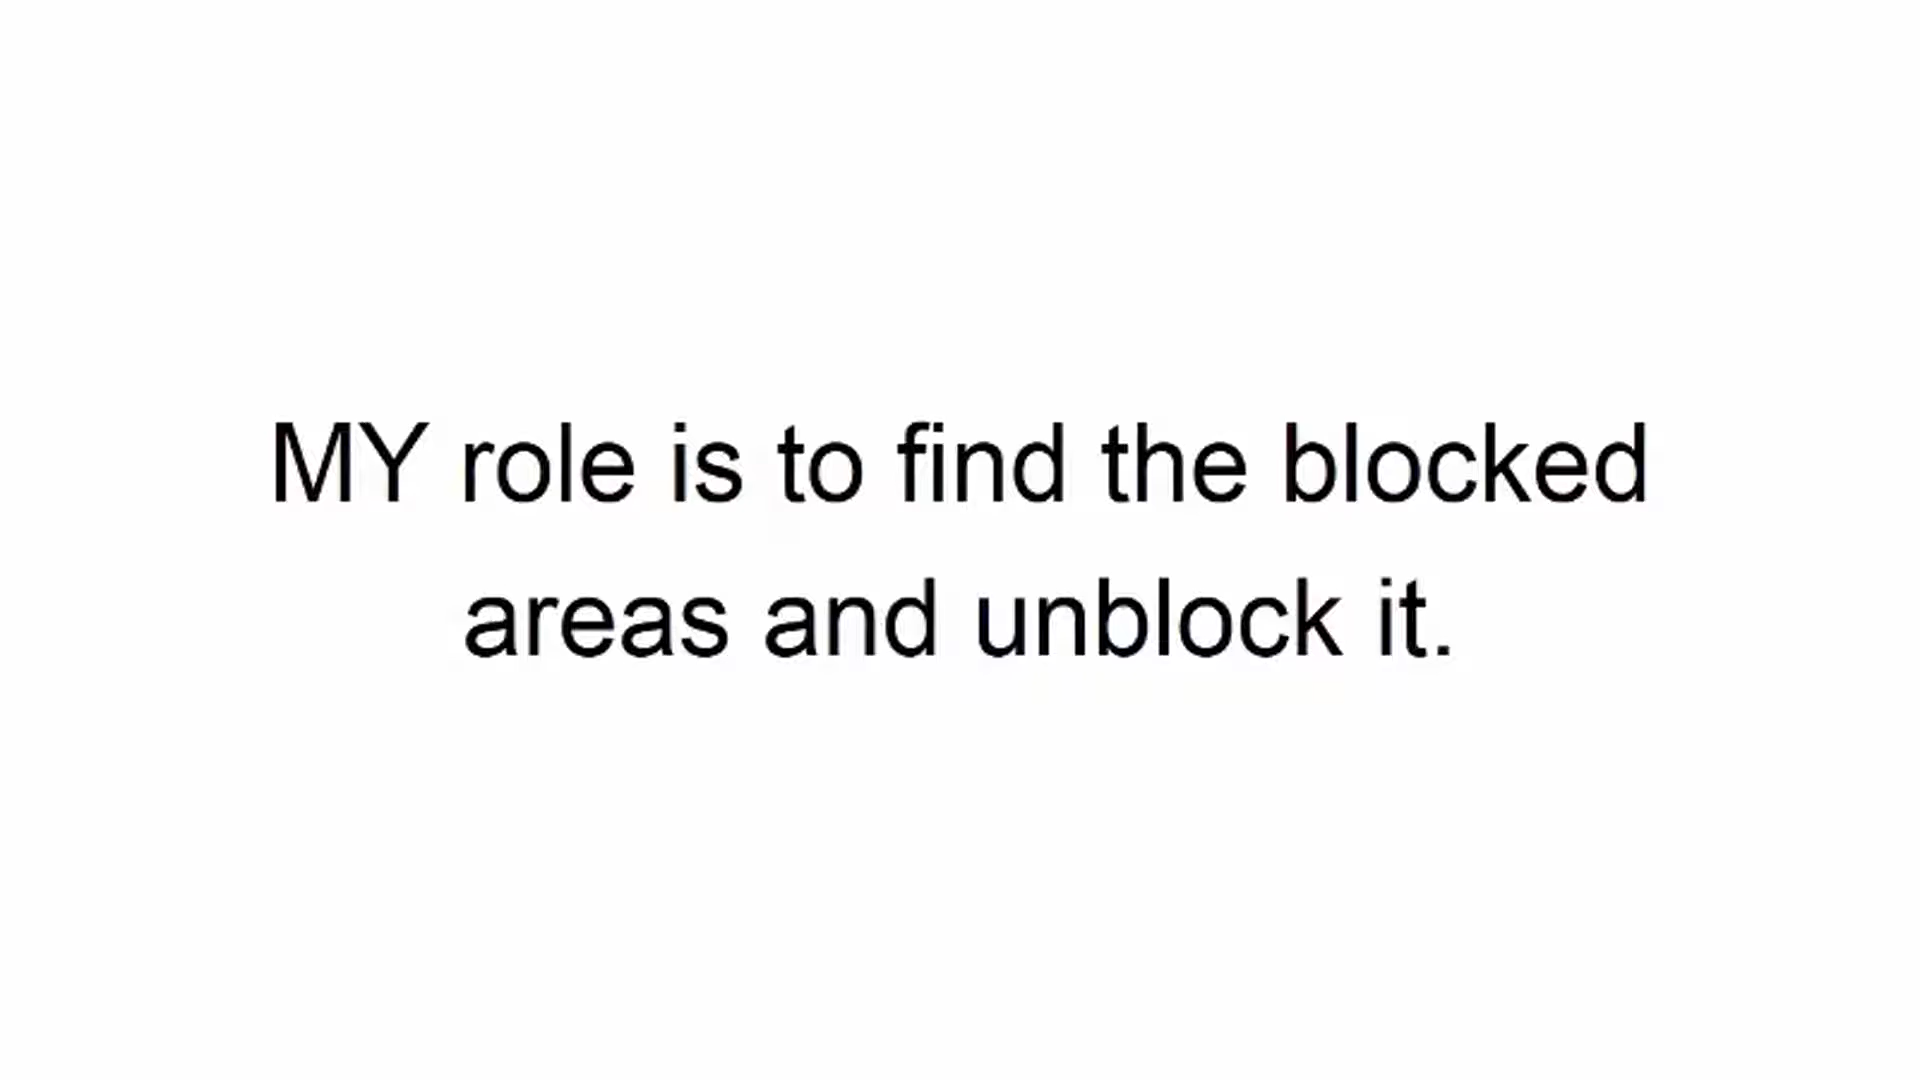 MY role is to find the blocked
areas and unblock it.